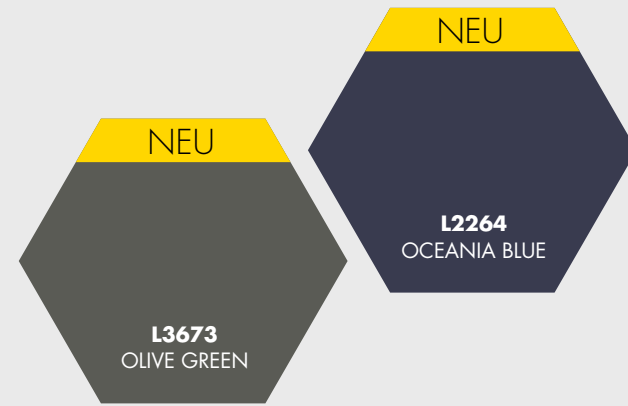 NEU
L2264
OCEANIA BLUE
NEU
L3673
OLIVE GREEN